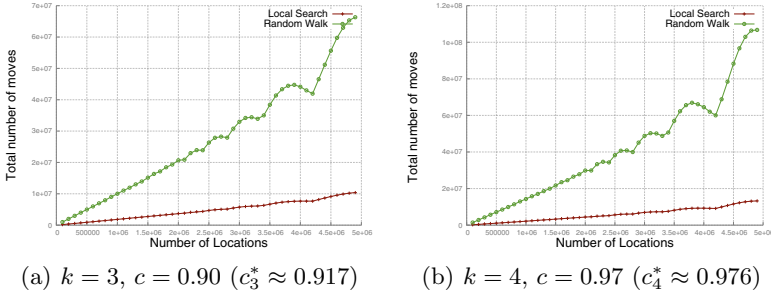 Local Search
Random Walk
Total number of moves
7e+07
6e+07
5e+07
4e+07
3e+07
2e+07
1e+07
0
500000
1e+06
1.5e+06
2e+06
2.5e+06
3e+06
3.5e+06
4e+06
4.5e+06
5e+06
Number of Locations
(a) k = 3, c = 0.90 (c₃* ≈ 0.917)
Local Search
Random Walk
Total number of moves
1.2e+08
1e+08
8e+07
6e+07
4e+07
2e+07
0
500000
1e+06
1.5e+06
2e+06
2.5e+06
3e+06
3.5e+06
4e+06
4.5e+06
5e+06
Number of Locations
(b) k = 4, c = 0.97 (c₄* ≈ 0.976)